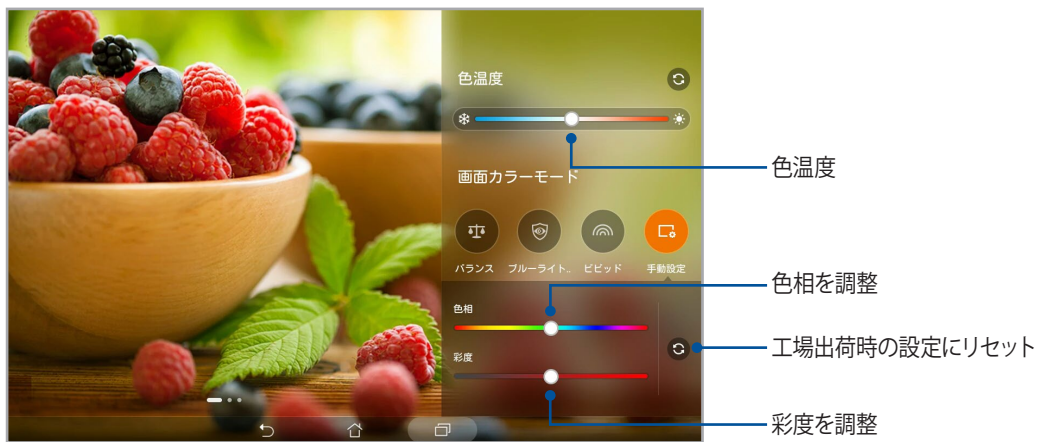 色温度
画面カラーモード
バランス
ブルーライト..
ビビッド
手動設定
色相
彩度
色温度
色相を調整
工場出荷時の設定にリセット
彩度を調整